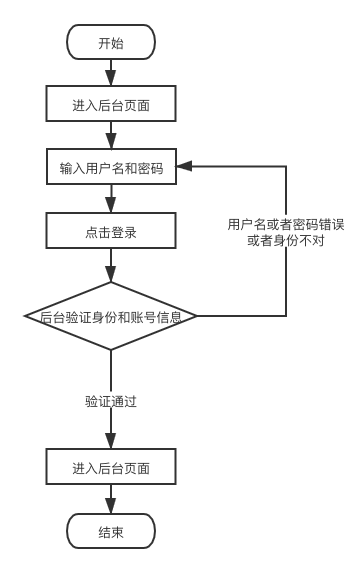 开始
进入后台页面
输入用户名和密码
点击登录
用户名或者密码错误
或者身份不对
后台验证身份和账号信息
验证通过
进入后台页面
结束